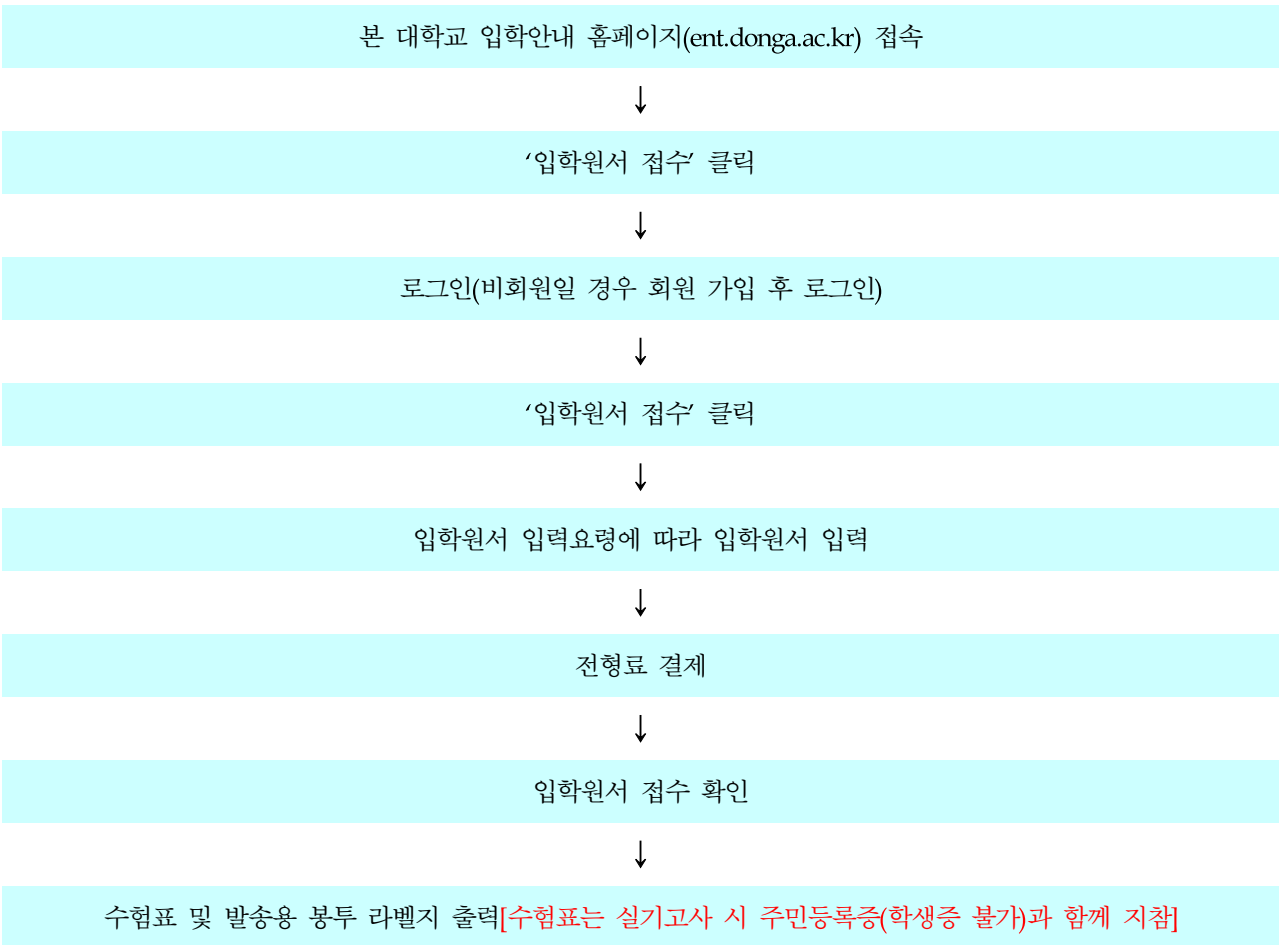 본 대학교 입학안내 홈페이지(ent.donga.ac.kr) 접속
↓
‘입학원서 접수’ 클릭
↓
로그인(비회원일 경우 회원 가입 후 로그인)
↓
‘입학원서 접수’ 클릭
↓
입학원서 입력요령에 따라 입학원서 입력
↓
전형료 결제
↓
입학원서 접수 확인
↓
수험표 및 발송용 봉투 라벨지 출력[수험표는 실기고사 시 주민등록증(학생증 불가)과 함께 지참]